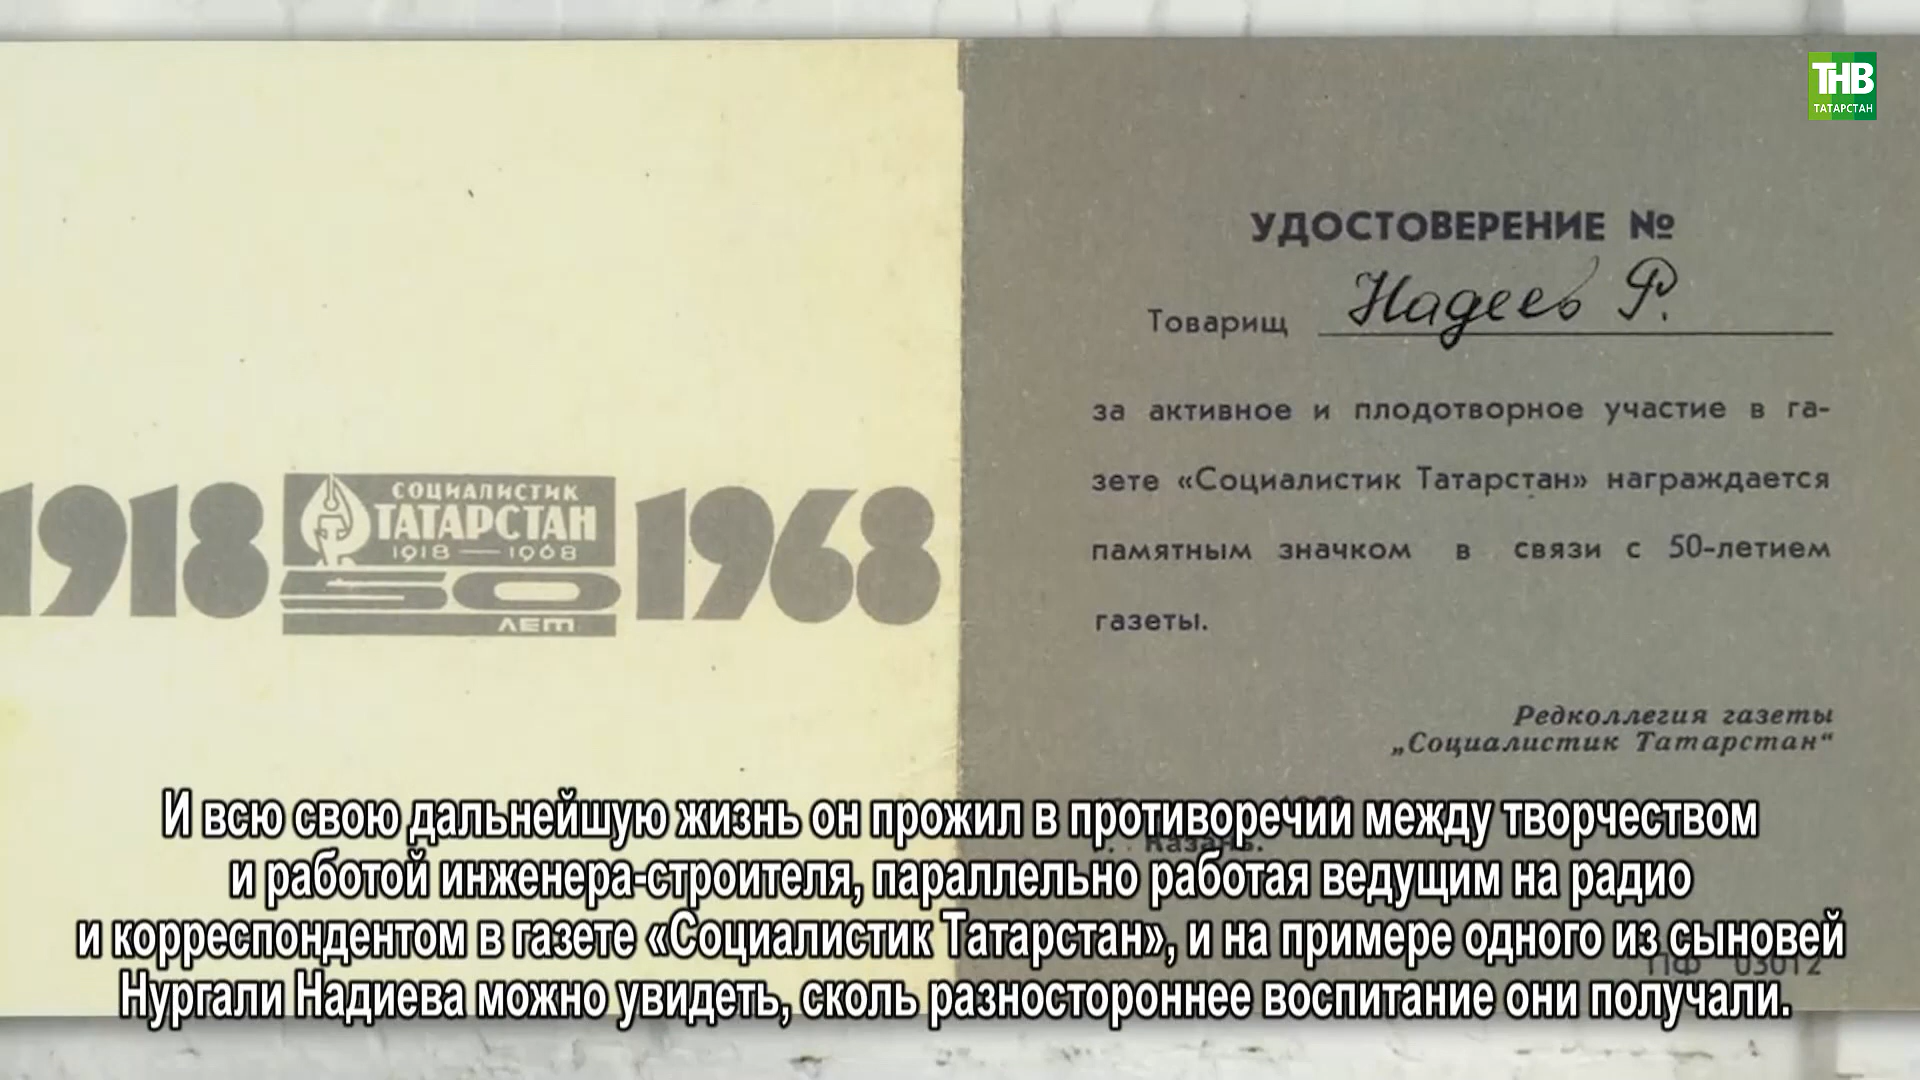 ТНВ
ТАТАРСТАН
УДОСТОВЕРЕНИЕ №
Товарищ Надеев Р.
за активное и плодотворное участие в га-
зете «Социалистик Татарстан» награждается
памятным значком в связи с 50-летием
газеты.
Редколлегия газеты
„Социалистик Татарстан“
г. Казань.
ПФ 03012
1918
СОЦИАЛИСТИК
ТАТАРСТАН
1918 — 1968
50
ЛЕТ
1968
И всю свою дальнейшую жизнь он прожил в противоречии между творчеством
и работой инженера-строителя, параллельно работая ведущим на радио
и корреспондентом в газете «Социалистик Татарстан», и на примере одного из сыновей
Нургали Надиева можно увидеть, сколь разностороннее воспитание они получали.